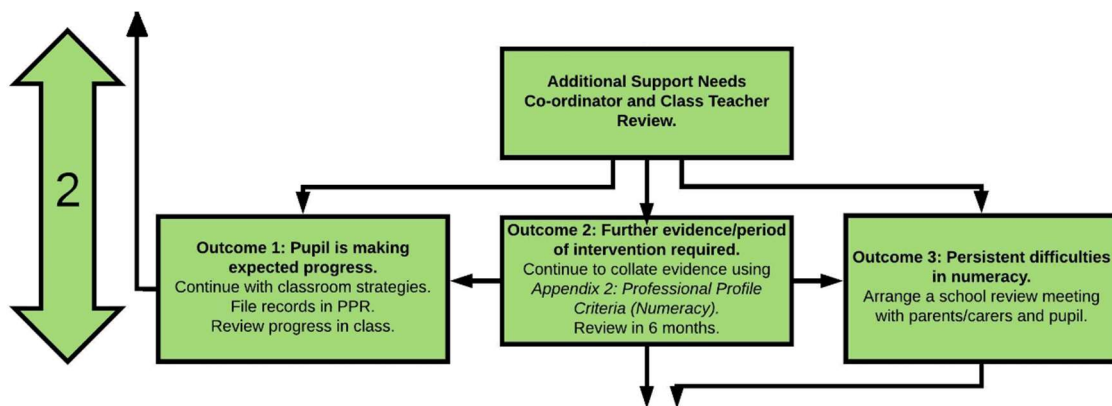 2
Additional Support Needs
Co-ordinator and Class Teacher
Review.
Outcome 1: Pupil is making
expected progress.
Continue with classroom strategies.
File records in PPR.
Review progress in class.
Outcome 2: Further evidence/period
of intervention required.
Continue to collate evidence using
Appendix 2: Professional Profile
Criteria (Numeracy).
Review in 6 months.
Outcome 3: Persistent difficulties
in numeracy.
Arrange a school review meeting
with parents/carers and pupil.